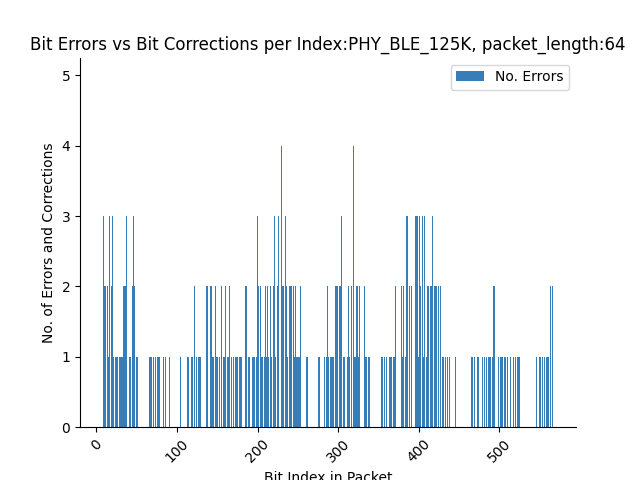 Bit Errors vs Bit Corrections per Index:PHY_BLE_125K, packet_length:64
No. Errors
No. of Errors and Corrections
5
4
3
2
1
0
0 100 200 300 400 500
Bit Index in Packet